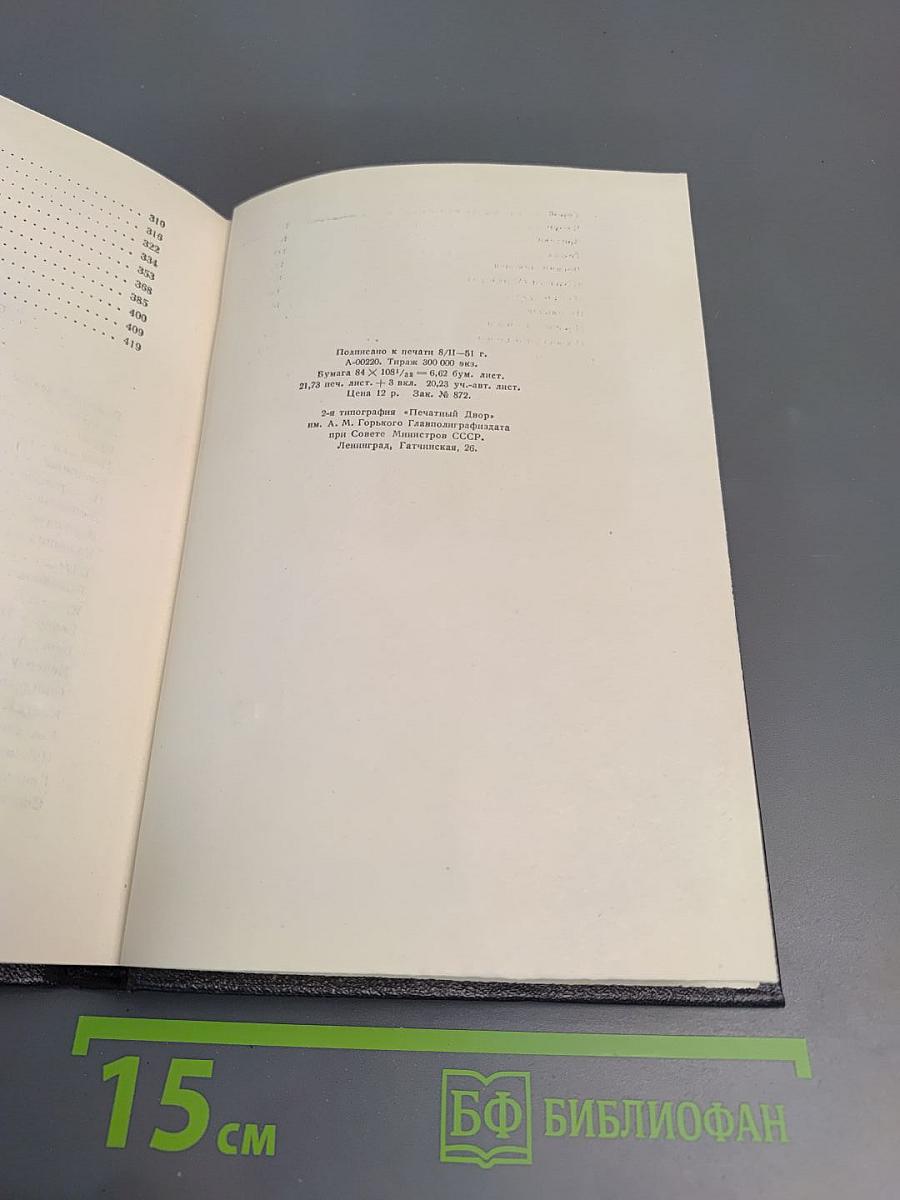 310
316
322
334
353
368
385
400
409
419
Подписано к печати 8/II—51 г.
А-00220. Тираж 300 000 экз.
Бумага 84 × 108¹/₃₂ = 6,62 бум. лист.
21,73 печ. лист. + 3 вкл. 20,23 уч.-авт. лист.
Цена 12 р. Зак. № 872.
2-я типография «Печатный Двор»
им. А. М. Горького Главполиграфиздата
при Совете Министров СССР.
Ленинград, Гатчинская, 26.
15 см
БФ БИБЛИОФАН